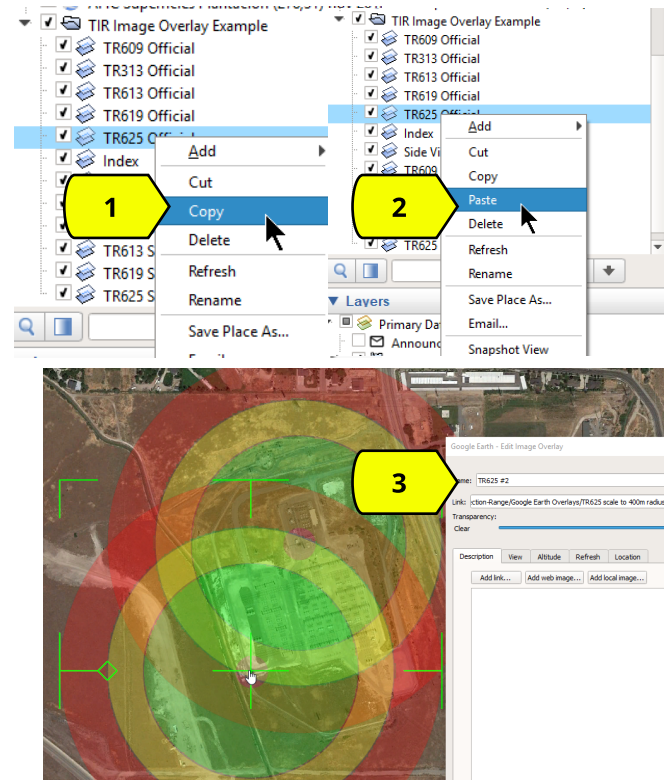 TIR Image Overlay Example
TR609 Official
TR313 Official
TR613 Official
TR619 Official
TR625 Official
Index
TR613 S
TR619 S
TR625 S
Add
Cut
Copy
Delete
Refresh
Rename
Save Place As...
1
TIR Image Overlay Example
TR609 Official
TR313 Official
TR613 Official
TR619 Official
TR625 Official
Index
Side Vi
TR609
TR625
Add
Cut
Copy
Paste
Delete
Refresh
Rename
Save Place As...
Email...
Snapshot View
2
Layers
Primary Da
Announc
Google Earth - Edit Image Overlay
3
Name: TR625 #2
Link: ction-Range/Google Earth Overlays/TR625 scale to 400m radius
Transparency:
Clear
Description View Altitude Refresh Location
Add link... Add web image... Add local image...